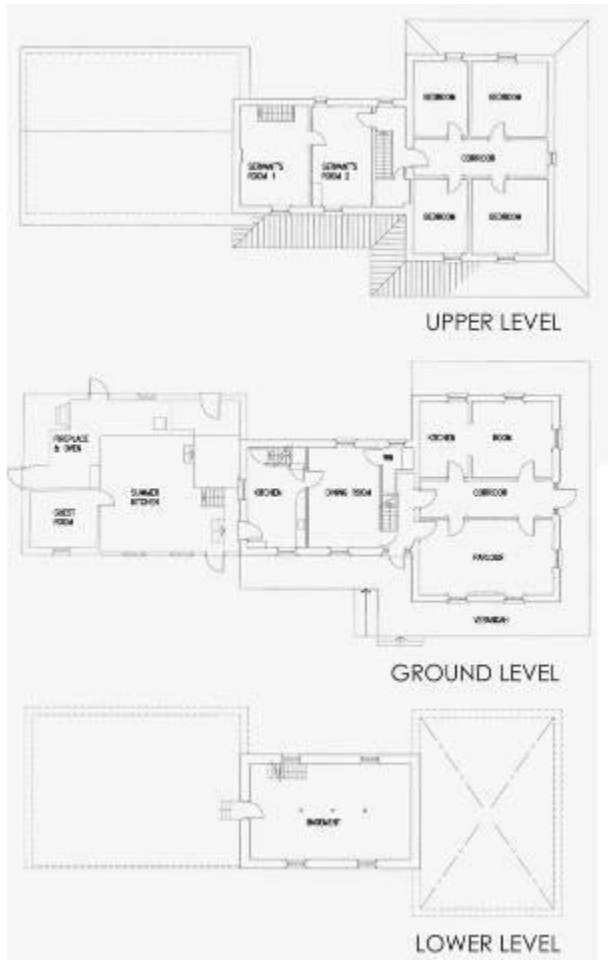 BEDROOM
BEDROOM
SERVANT'S
ROOM 1
SERVANT'S
ROOM 2
CORRIDOR
BEDROOM
BEDROOM
UPPER LEVEL
FIREPLACE
& OVEN
KITCHEN
ROOM
GUEST
ROOM
SUMMER
KITCHEN
KITCHEN
DINING ROOM
CORRIDOR
PARLOUR
VERANDAH
GROUND LEVEL
BASEMENT
LOWER LEVEL